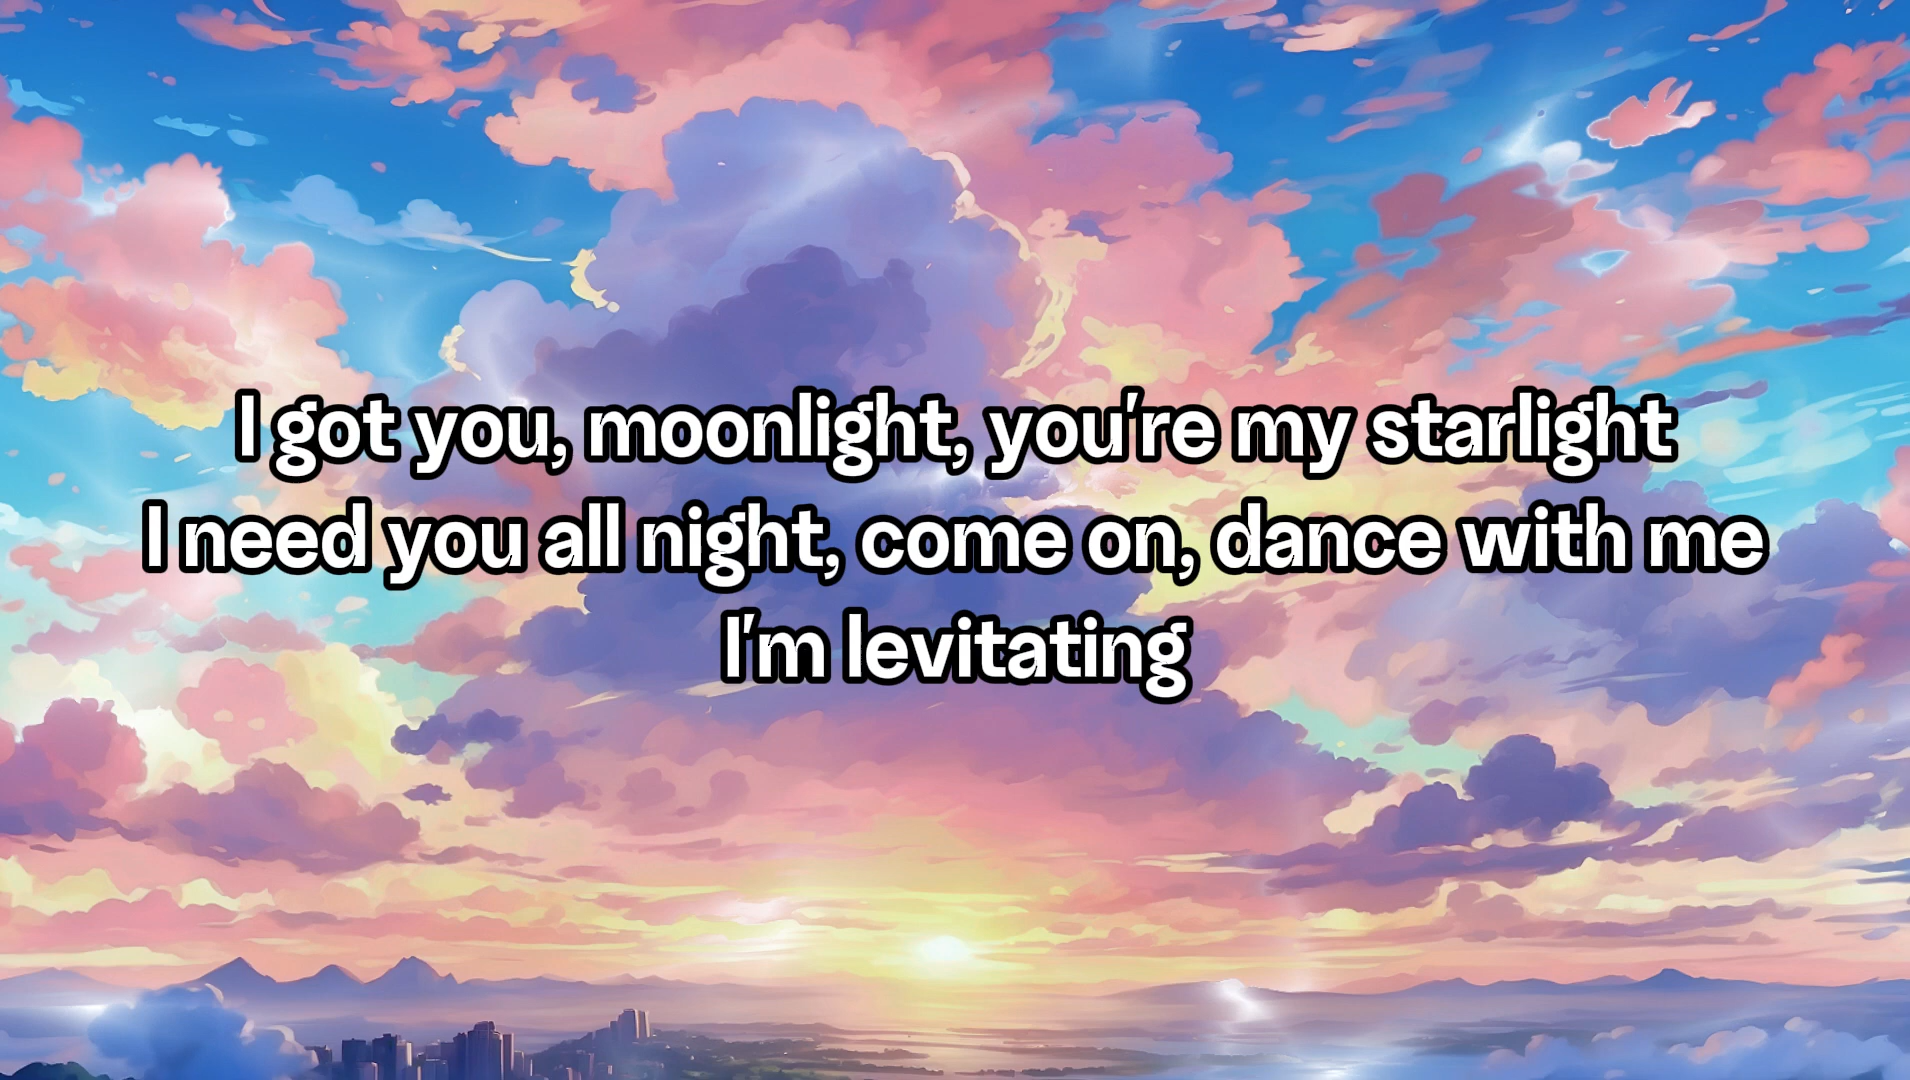 I got you, moonlight, you're my starlight
I need you all night, come on, dance with me
I'm levitating